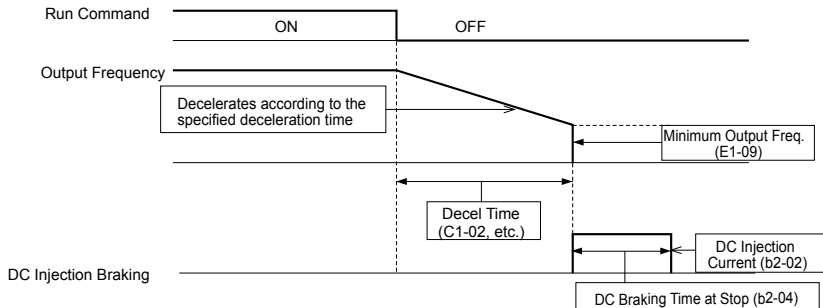 Run Command
ON
OFF
Output Frequency
Decelerates according to the
specified deceleration time
Minimum Output Freq.
(E1-09)
Decel Time
(C1-02, etc.)
DC Injection
Current (b2-02)
DC Injection Braking
DC Braking Time at Stop (b2-04)